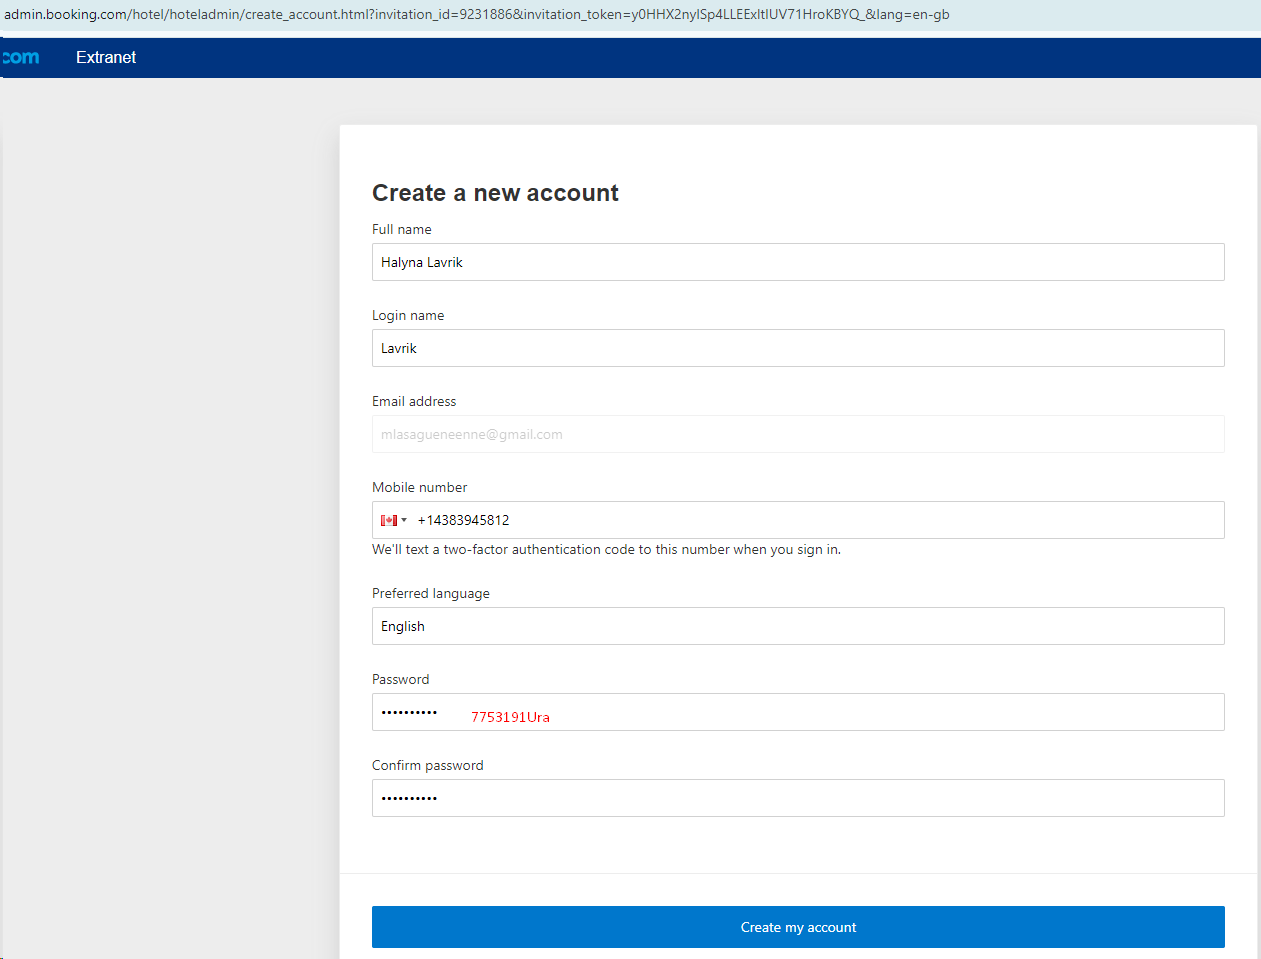 admin.booking.com/hotel/hoteladmin/create_account.html?invitation_id=9231886&invitation_token=y0HHX2nylSp4LLEExltlUV71HroKBYQ_&lang=en-gb
com Extranet
Create a new account
Full name
Halyna Lavrik
Login name
Lavrik
Email address
mlasagueneenne@gmail.com
Mobile number
+14383945812
We'll text a two-factor authentication code to this number when you sign in.
Preferred language
English
Password
•••••••••• 7753191Ura
Confirm password
••••••••••
Create my account